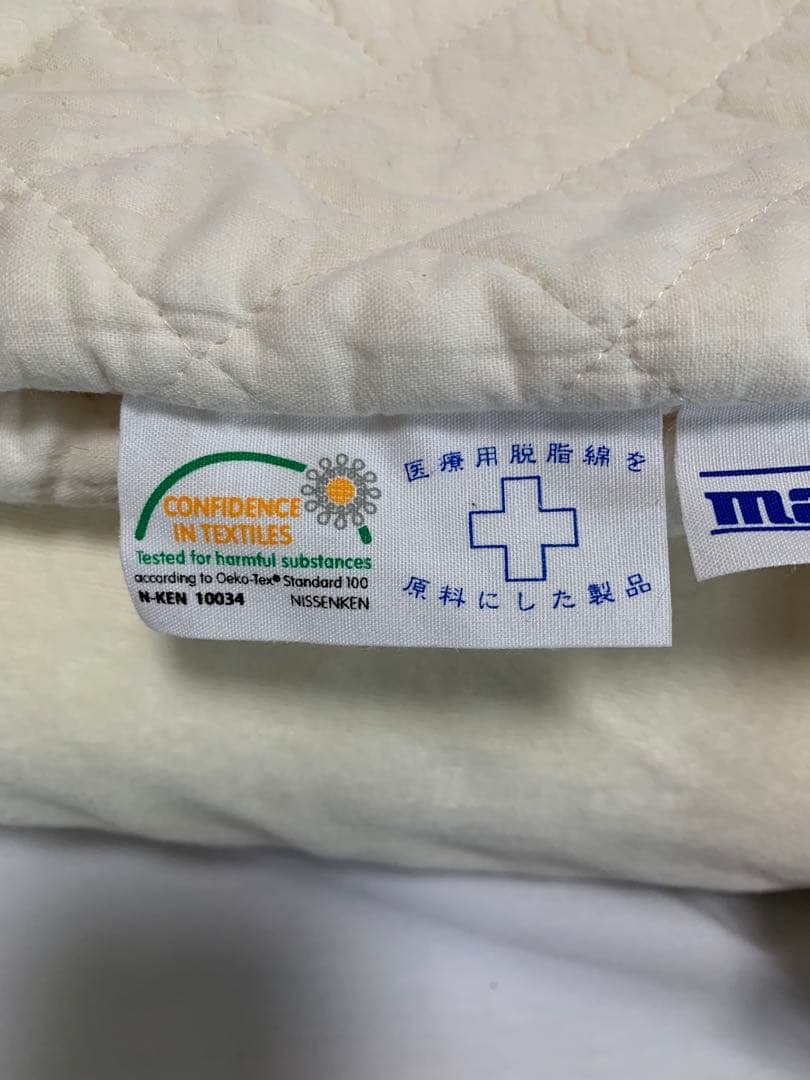 CONFIDENCE
IN TEXTILES
Tested for harmful substances
according to Oeko-Tex® Standard 100
N-KEN 10034 NISSENKEN
医療用脱脂綿を
原料にした製品